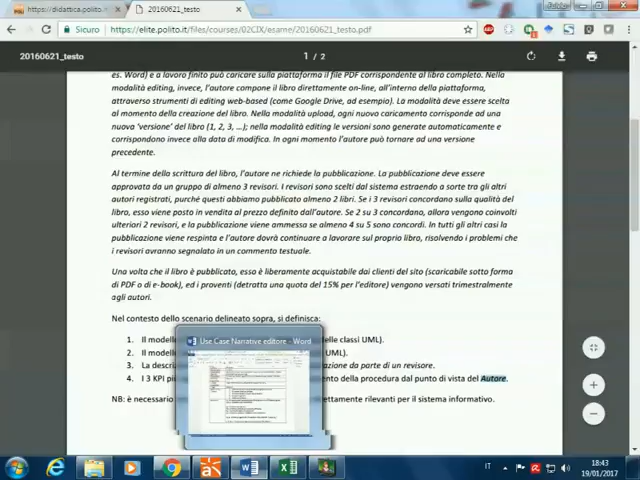 https://didattica.polito.it
20160621_testo
Fulvio
Sicuro
https://elite.polito.it/files/courses/02CIX/esame/20160621_testo.pdf
20160621_testo
1 / 2
es. Word) e a lavoro finito può caricare sulla piattaforma il file PDF corrispondente al libro completo. Nella
modalità editing, invece, l'autore compone il libro direttamente on-line, all'interno della piattaforma,
attraverso strumenti di editing web-based (come Google Drive, ad esempio). La modalità deve essere scelta
al momento della creazione del libro. Nella modalità upload, ogni nuovo caricamento corrisponde ad una
nuova 'versione' del libro (1, 2, 3, ...); nella modalità editing le versioni sono generate automaticamente e
corrispondono invece alla data di modifica. In ogni momento l'autore può tornare ad una versione
precedente.
Al termine della scrittura del libro, l'autore ne richiede la pubblicazione. La pubblicazione deve essere
approvata da un gruppo di almeno 3 revisori. I revisori sono scelti dal sistema estraendo a sorte tra gli altri
autori registrati, purché questi abbiamo pubblicato almeno 2 libri. Se i 3 revisori concordano sulla qualità del
libro, esso viene posto in vendita al prezzo definito dall'autore. Se 2 su 3 concordano, allora vengono coinvolti
ulteriori 2 revisori, e la pubblicazione viene ammessa se almeno 4 su 5 sono concordi. In tutti gli altri casi la
pubblicazione viene respinta e l'autore dovrà continuare a lavorare sul proprio libro, risolvendo i problemi che
i revisori avranno segnalato in un commento testuale.
Una volta che il libro è pubblicato, esso è liberamente acquistabile dai clienti del sito (scaricabile sotto forma
di PDF o di e-book), ed i proventi (detratta una quota del 15% per l'editore) vengono versati trimestralmente
agli autori.
Nel contesto dello scenario delineato sopra, si definisca:
Use Case Narrative editore - Word
1. Il modello delle classi UML).
2. Il modello UML).
3. La descri azione da parte di un revisore.
4. I 3 KPI pi mento della procedura dal punto di vista del Autore.
NB: è necessario ettamente rilevanti per il sistema informativo.
IT
18:43
19/01/2017